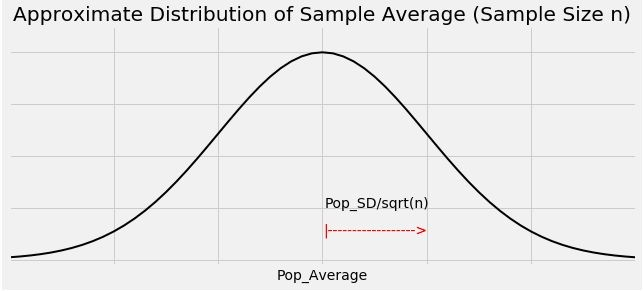 Approximate Distribution of Sample Average (Sample Size n)
Pop_SD/sqrt(n)
Pop_Average